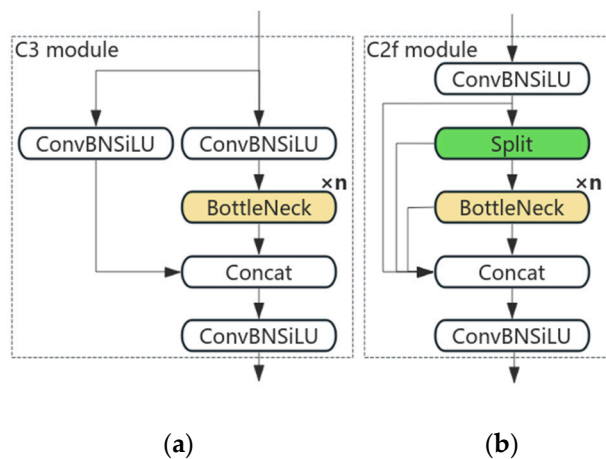 C3 module
ConvBNSiLU
ConvBNSiLU
×n
BottleNeck
Concat
ConvBNSiLU
(a)
C2f module
ConvBNSiLU
Split
×n
BottleNeck
Concat
ConvBNSiLU
(b)